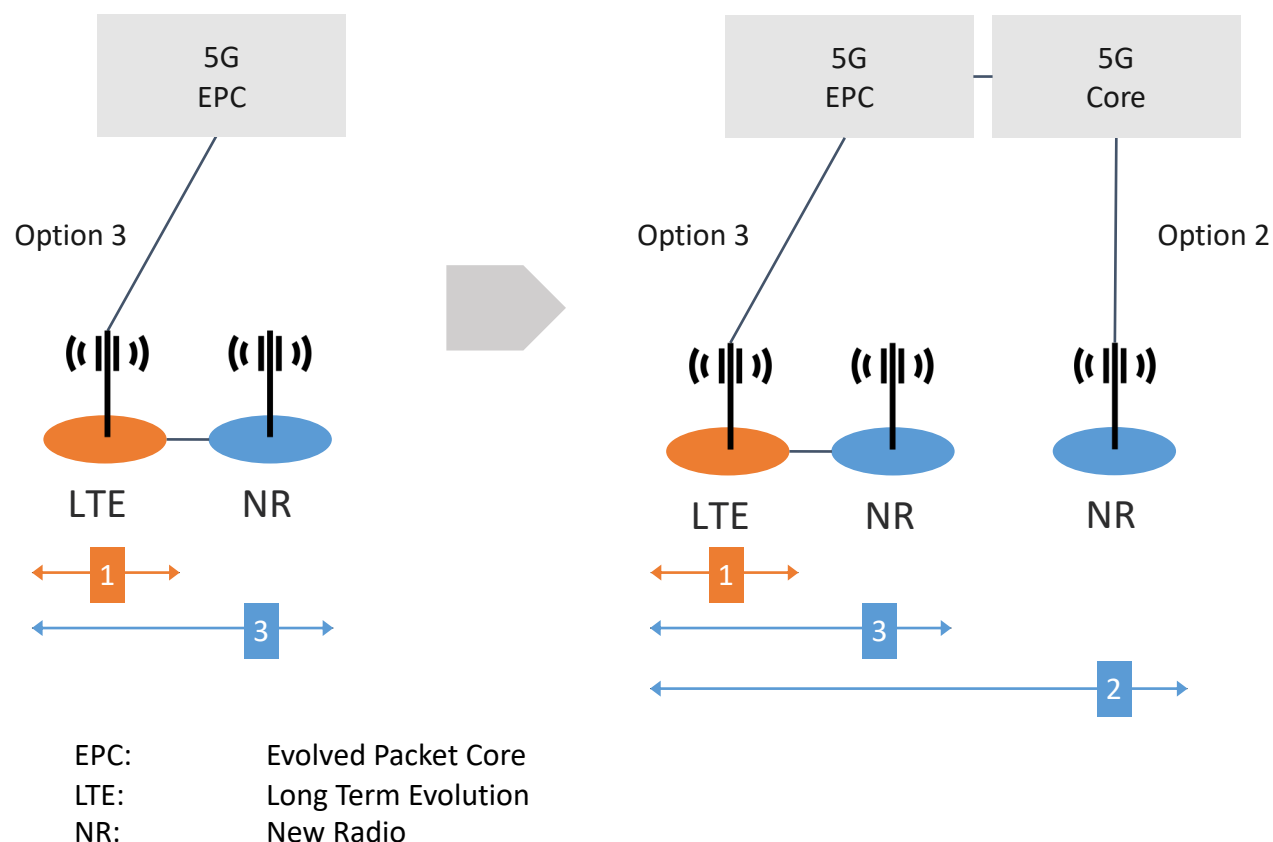 5G
EPC
5G
EPC
5G
Core
Option 3
Option 3
Option 2
LTE
NR
LTE
NR
NR
1
3
1
3
2
EPC: Evolved Packet Core
LTE: Long Term Evolution
NR: New Radio